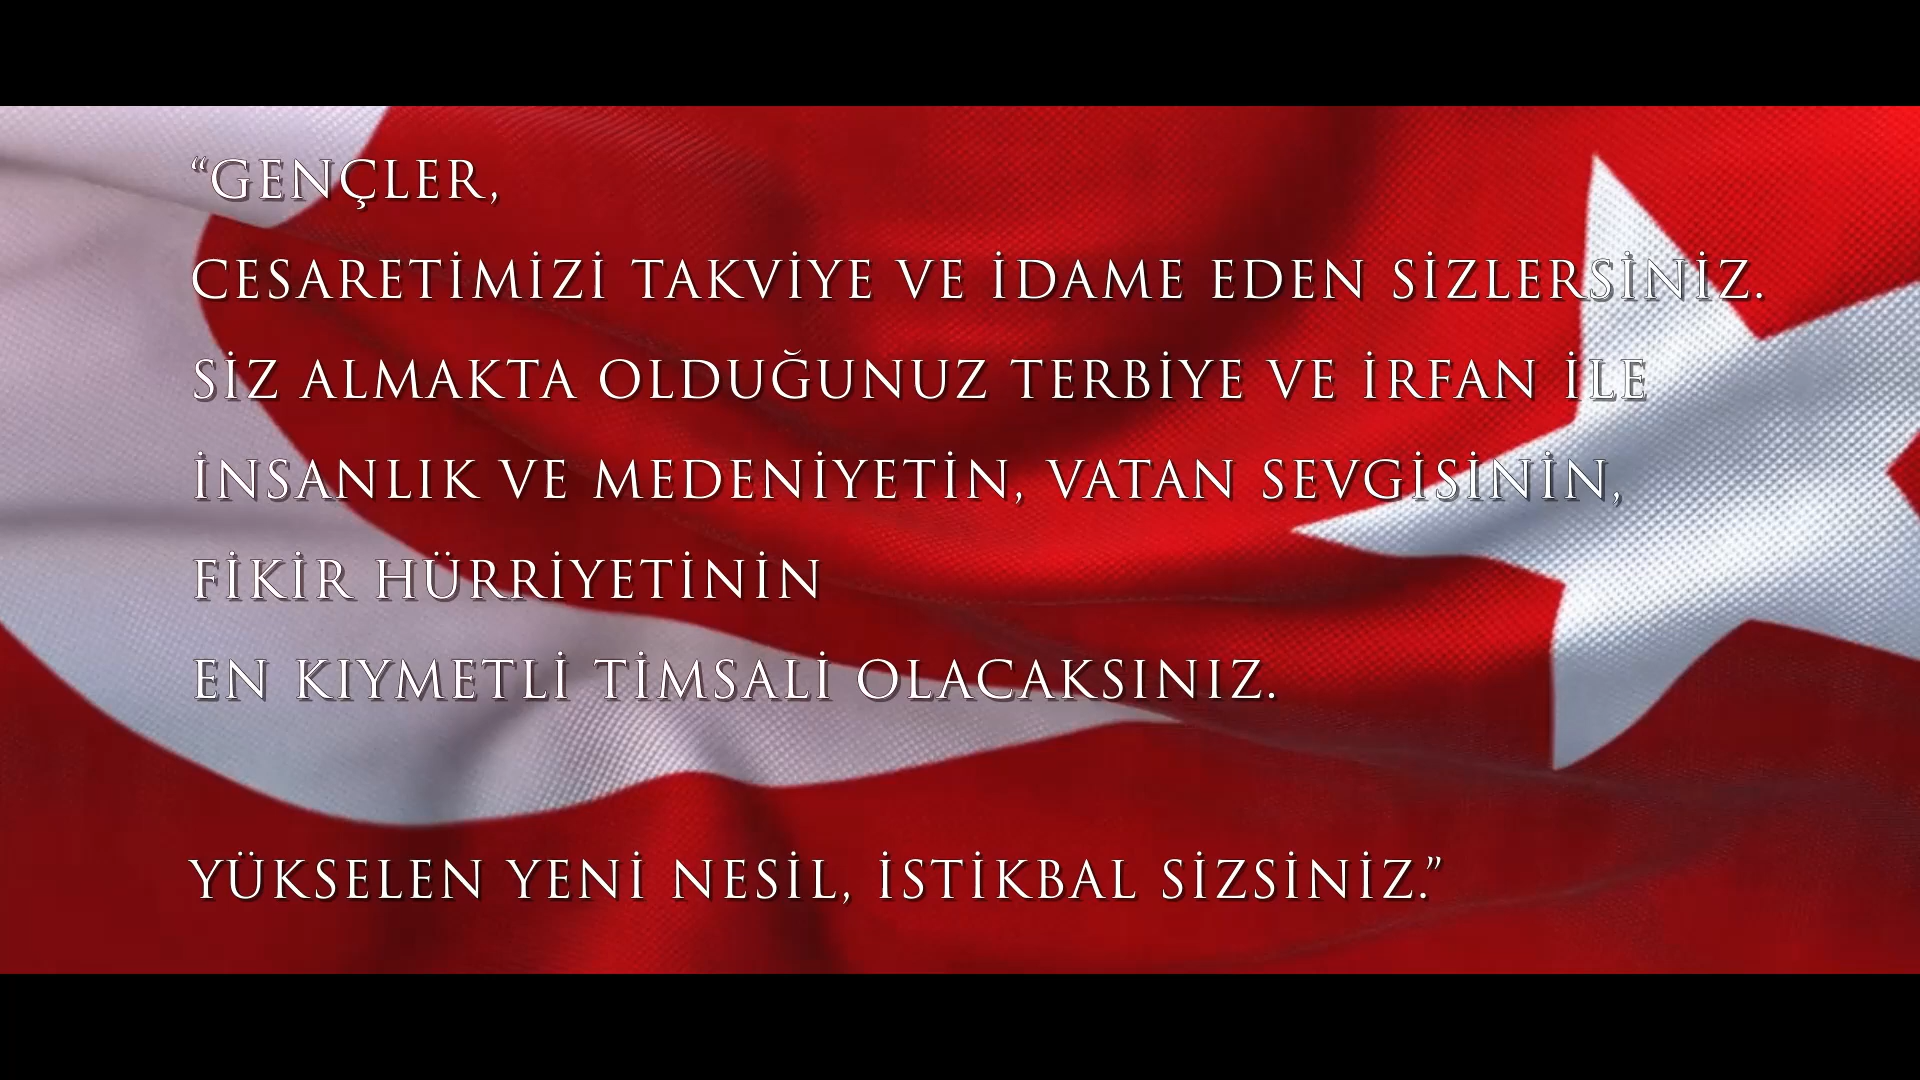 “GENÇLER,
CESARETİMİZİ TAKVİYE VE İDAME EDEN SİZLERSİNİZ.
SİZ ALMAKTA OLDUĞUNUZ TERBİYE VE İRFAN İLE
İNSANLIK VE MEDENİYETİN, VATAN SEVGİSİNİN,
FİKİR HÜRRİYETİNİN
EN KIYMETLİ TİMSALİ OLACAKSINIZ.
YÜKSELEN YENİ NESİL, İSTİKBAL SİZSİNİZ.”